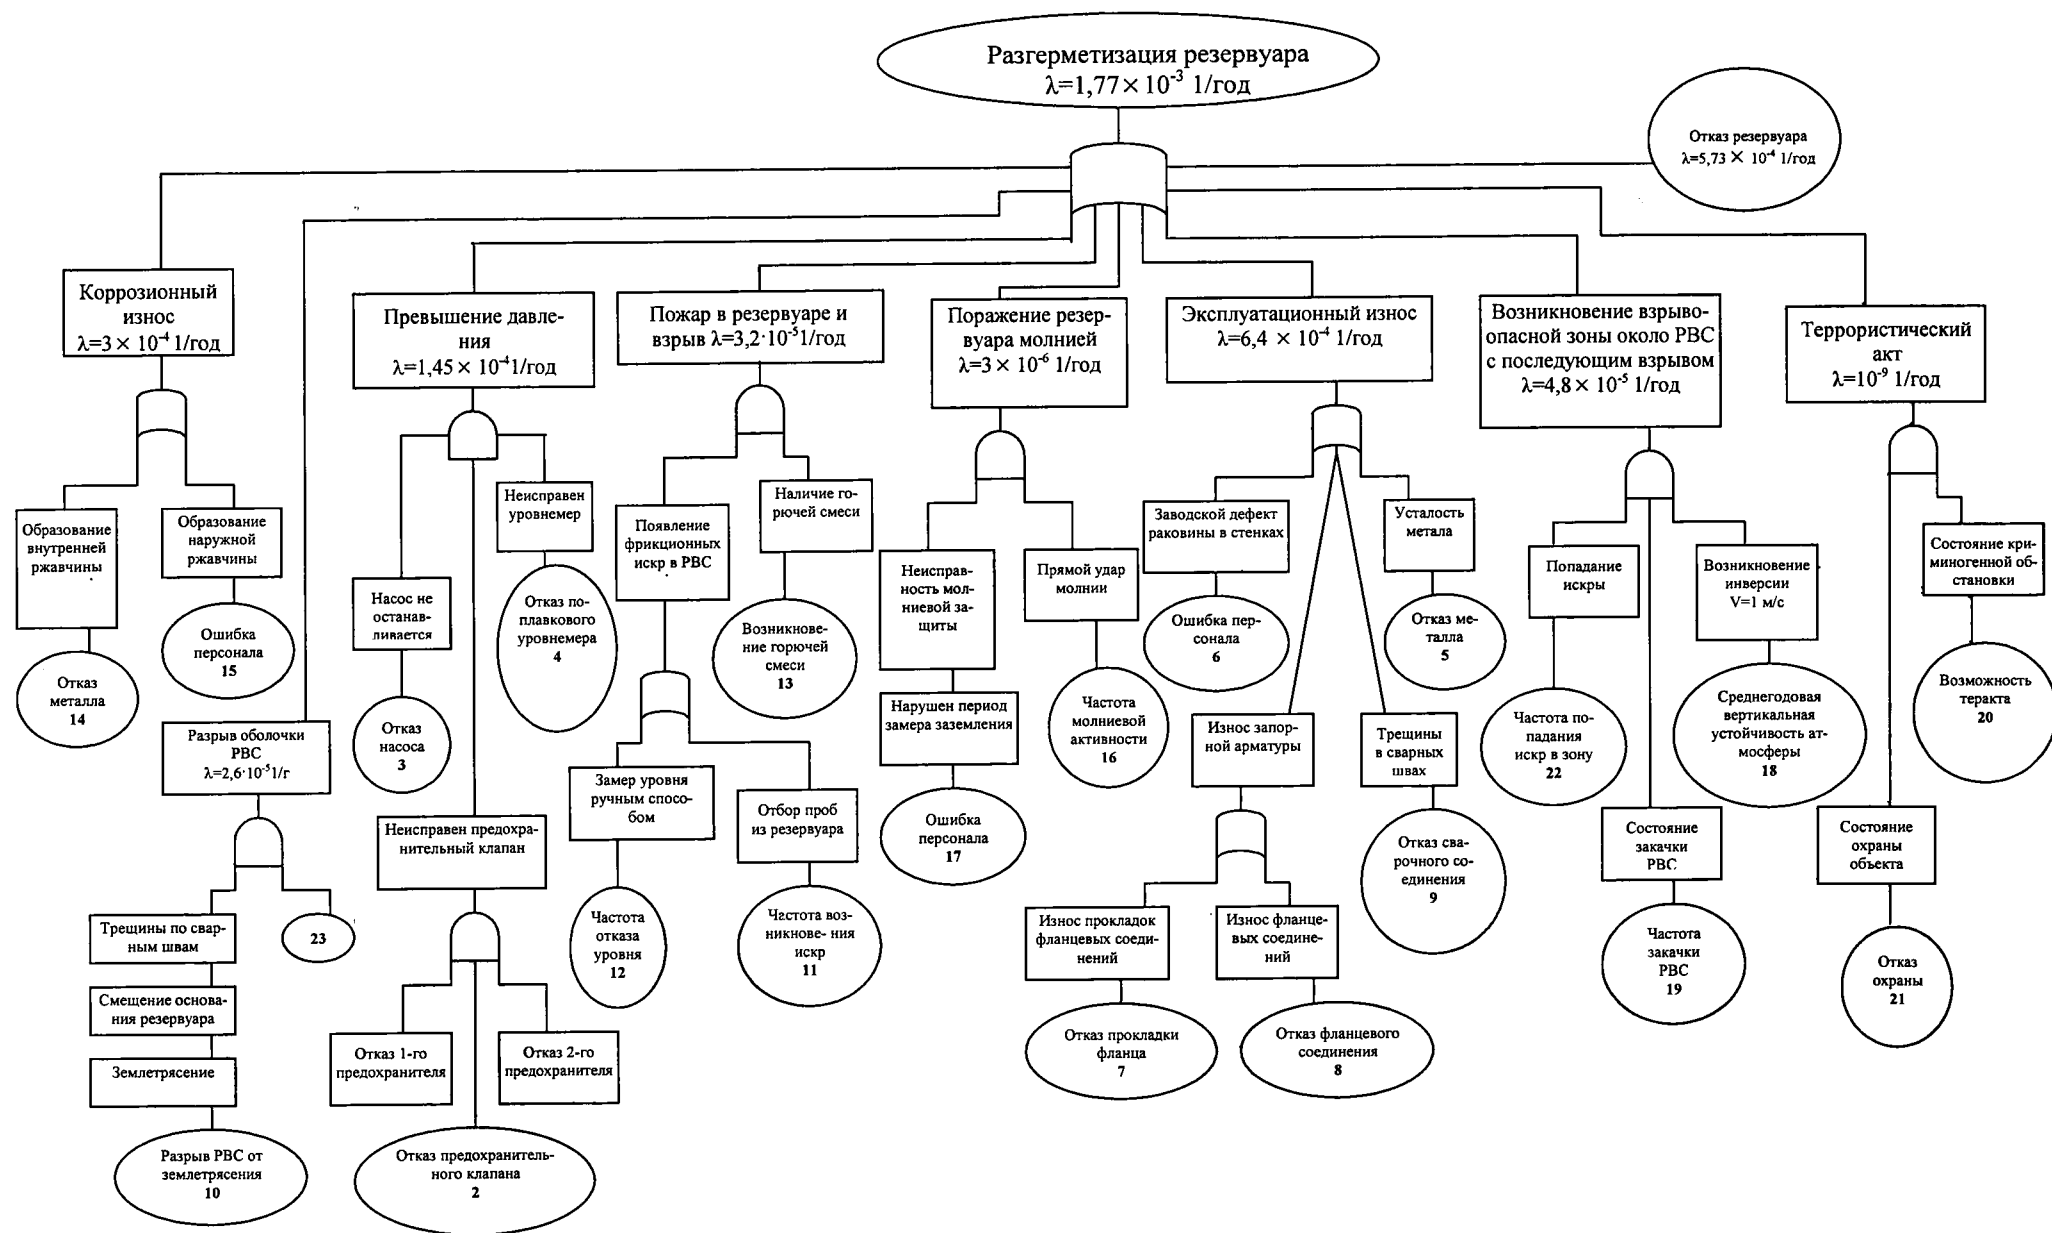 Разгерметизация резервуара
λ=1,77× 10⁻³ 1/год
Отказ резервуара
λ=5,73 × 10⁻⁴ 1/год
Коррозионный
износ
λ=3× 10⁻⁴ 1/год
Превышение давле-
ния
λ=1,45× 10⁻⁴1/год
Пожар в резервуаре и
взрыв λ=3,2·10⁻⁵1/год
Поражение резер-
вуара молнией
λ=3× 10⁻⁶ 1/год
Эксплуатационный износ
λ=6,4 × 10⁻⁴ 1/год
Возникновение взрыво-
опасной зоны около РВС
с последующим взрывом
λ=4,8× 10⁻⁵ 1/год
Террористический
акт
λ=10⁻⁹ 1/год
Образование
внутренней
ржавчины
Образование
наружной
ржавчины
Отказ
металла
14
Ошибка
персонала
15
Разрыв оболочки
РВС
λ=2,6·10⁻⁵1/г
Трещины по свар-
ным швам
23
Смещение основа-
ния резервуара
Землетрясение
Разрыв РВС от
землетрясения
10
Насос не
останав-
ливается
Неисправен
уровнемер
Отказ по-
плавкового
уровнемера
4
Отказ
насоса
3
Неисправен предохра-
нительный клапан
Отказ 1-го
предохранителя
Отказ 2-го
предохранителя
Отказ предохранитель-
ного клапана
2
Появление
фрикционных
искр в РВС
Наличие го-
рючей смеси
Возникнове-
ние горючей
смеси
13
Замер уровня
ручным спосо-
бом
Отбор проб
из резервуара
Частота
отказа
уровня
12
Частота воз-
никнове- ния
искр
11
Неисправ-
ность мол-
ниевой за-
щиты
Прямой удар
молнии
Нарушен период
замера заземления
Частота
молниевой
активности
16
Ошибка
персонала
17
Заводской дефект
раковины в стенках
Усталость
метала
Ошибка пер-
сонала
6
Отказ ме-
талла
5
Износ запор-
ной арматуры
Трещины
в сварных
швах
Отказ сва-
рочного со-
единения
9
Износ прокладок
фланцевых соеди-
нений
Износ фланце-
вых соедине-
ний
Отказ прокладки
фланца
7
Отказ фланцевого
соединения
8
Попадание
искры
Возникновение
инверсии
V=1 м/с
Частота по-
падания
искр в зону
22
Среднегодовая
вертикальная
устойчивость ат-
мосферы
18
Состояние
закачки
РВС
Частота
закачки
РВС
19
Состояние кри-
миногенной об-
становки
Возможность
теракта
20
Состояние
охраны
объекта
Отказ
охраны
21